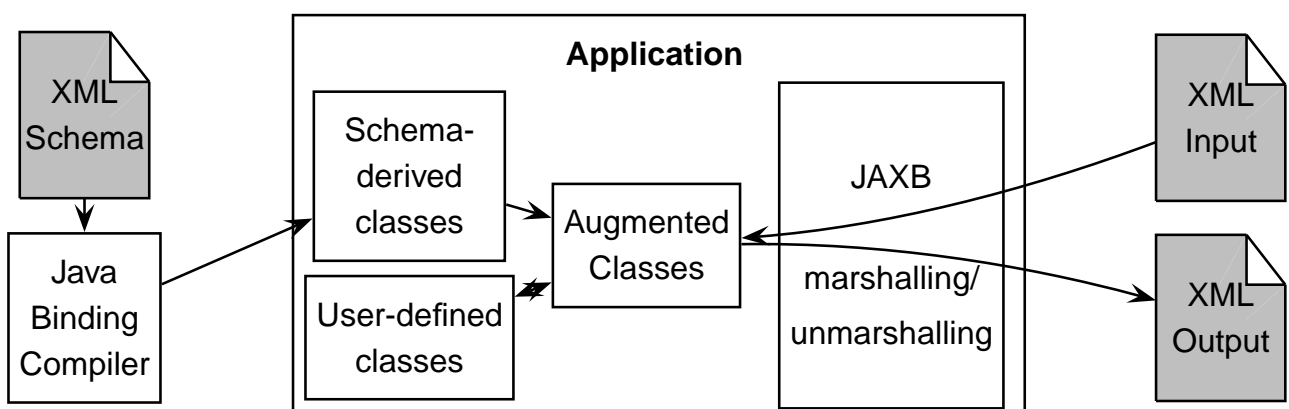 XML
Schema
Java
Binding
Compiler
Application
Schema-
derived
classes
User-defined
classes
Augmented
Classes
JAXB
marshalling/
unmarshalling
XML
Input
XML
Output